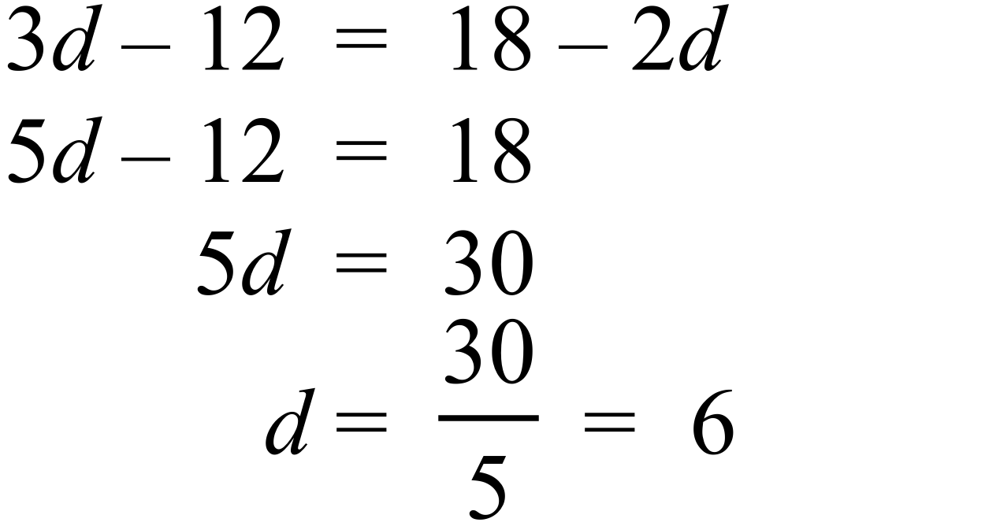 3d – 12 = 18 – 2d
5d – 12 = 18
5d = 30
d = 30/5 = 6